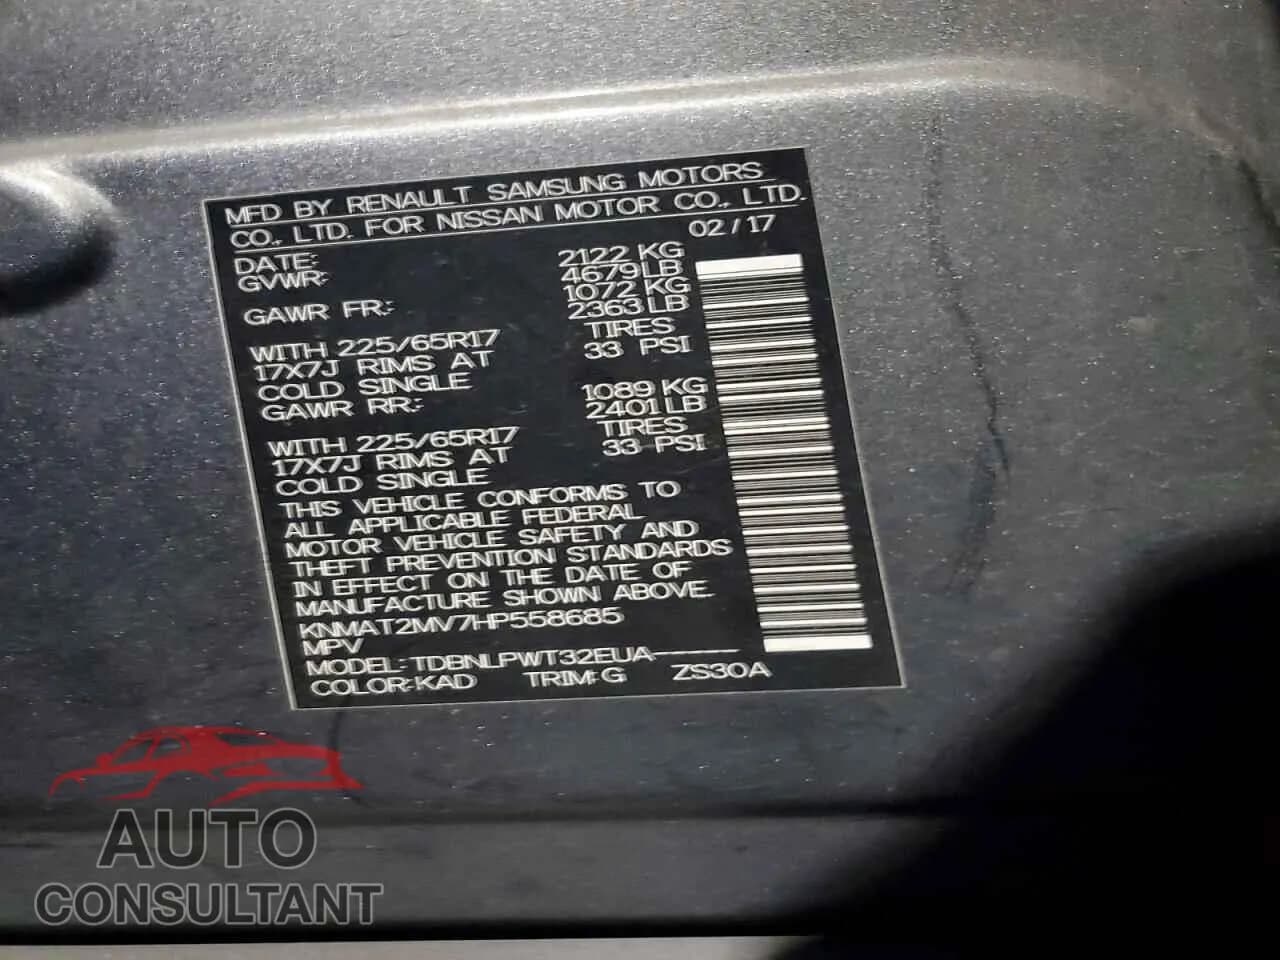 MFD BY RENAULT SAMSUNG MOTORS
CO., LTD. FOR NISSAN MOTOR CO., LTD.
DATE: 02/17
GVWR: 2122 KG
4679LB
GAWR FR: 1072 KG
2363LB
WITH 225/65R17 TIRES
17X7J RIMS AT 33 PSI
COLD SINGLE
GAWR RR: 1089 KG
2401LB
WITH 225/65R17 TIRES
17X7J RIMS AT 33 PSI
COLD SINGLE
THIS VEHICLE CONFORMS TO
ALL APPLICABLE FEDERAL
MOTOR VEHICLE SAFETY AND
THEFT PREVENTION STANDARDS
IN EFFECT ON THE DATE OF
MANUFACTURE SHOWN ABOVE.
KNMAT2MV7HP558685
MPV
MODEL:TDBNLPWT32EUA-----
COLOR:KAD TRIM:G ZS30A
AUTO
CONSULTANT